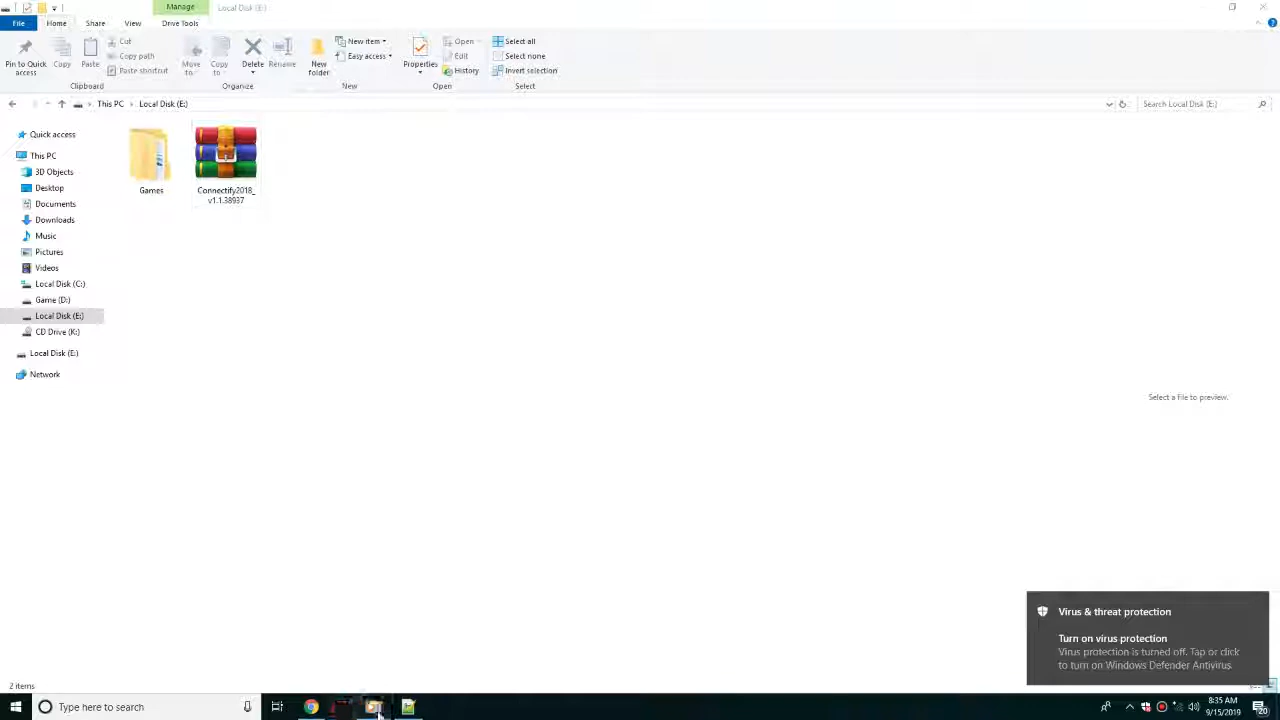 Manage
Local Disk (E:)
File
Home
Share
View
Drive Tools
Pin to Quick
access
Copy
Paste
Cut
Copy path
Paste shortcut
Clipboard
Move
to
Copy
to
Delete
Rename
Organize
New
folder
New item
Easy access
New
Properties
Open
Edit
History
Open
Select all
Select none
Invert selection
Select
This PC
Local Disk (E:)
Search Local Disk (E:)
Quick access
This PC
3D Objects
Desktop
Documents
Downloads
Music
Pictures
Videos
Local Disk (C:)
Game (D:)
Local Disk (E:)
CD Drive (K:)
Local Disk (E:)
Network
Games
Connectify2018_
v1.1.38937
Select a file to preview.
Virus & threat protection
Turn on virus protection
Virus protection is turned off. Tap or click
to turn on Windows Defender Antivirus.
2 items
Type here to search
8:35 AM
9/15/2019
20